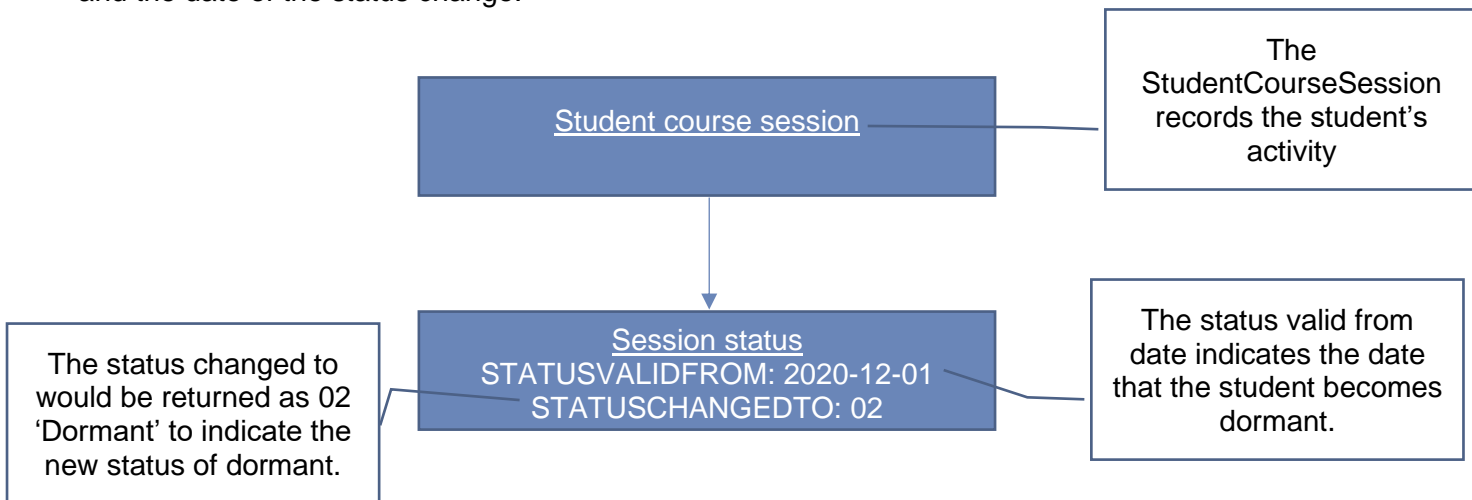 and the date of the status change.
The
StudentCourseSession
records the student's
activity
Student course session
Session status
STATUSVALIDFROM: 2020-12-01
STATUSCHANGEDTO: 02
The status valid from
date indicates the date
that the student becomes
dormant.
The status changed to
would be returned as 02
‘Dormant’ to indicate the
new status of dormant.